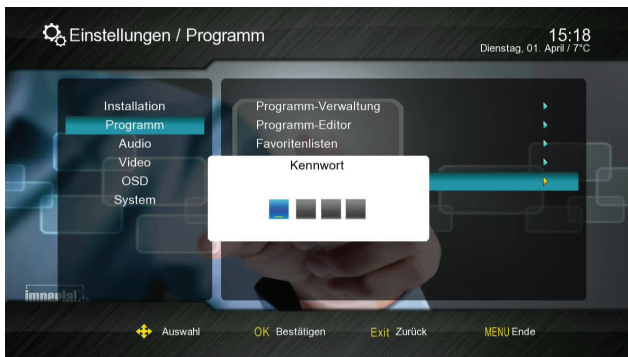 Einstellungen / Programm
15:18
Dienstag, 01. April / 7°C
Installation
Programm
Audio
Video
OSD
System
Programm-Verwaltung
Programm-Editor
Favoritenlisten
Kennwort
imperial
Auswahl
OK Bestätigen
Exit Zurück
MENU Ende